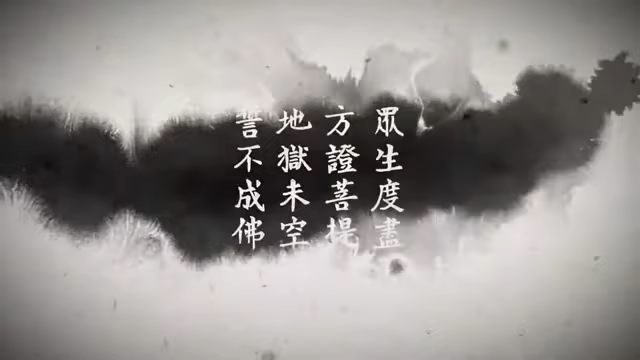 眾生度盡
方證菩提
地獄未空
誓不成佛